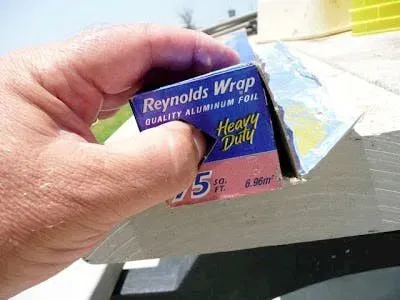 Reynolds Wrap®
QUALITY ALUMINUM FOIL
Heavy
Duty
75 SQ.
FT. 6.96m²